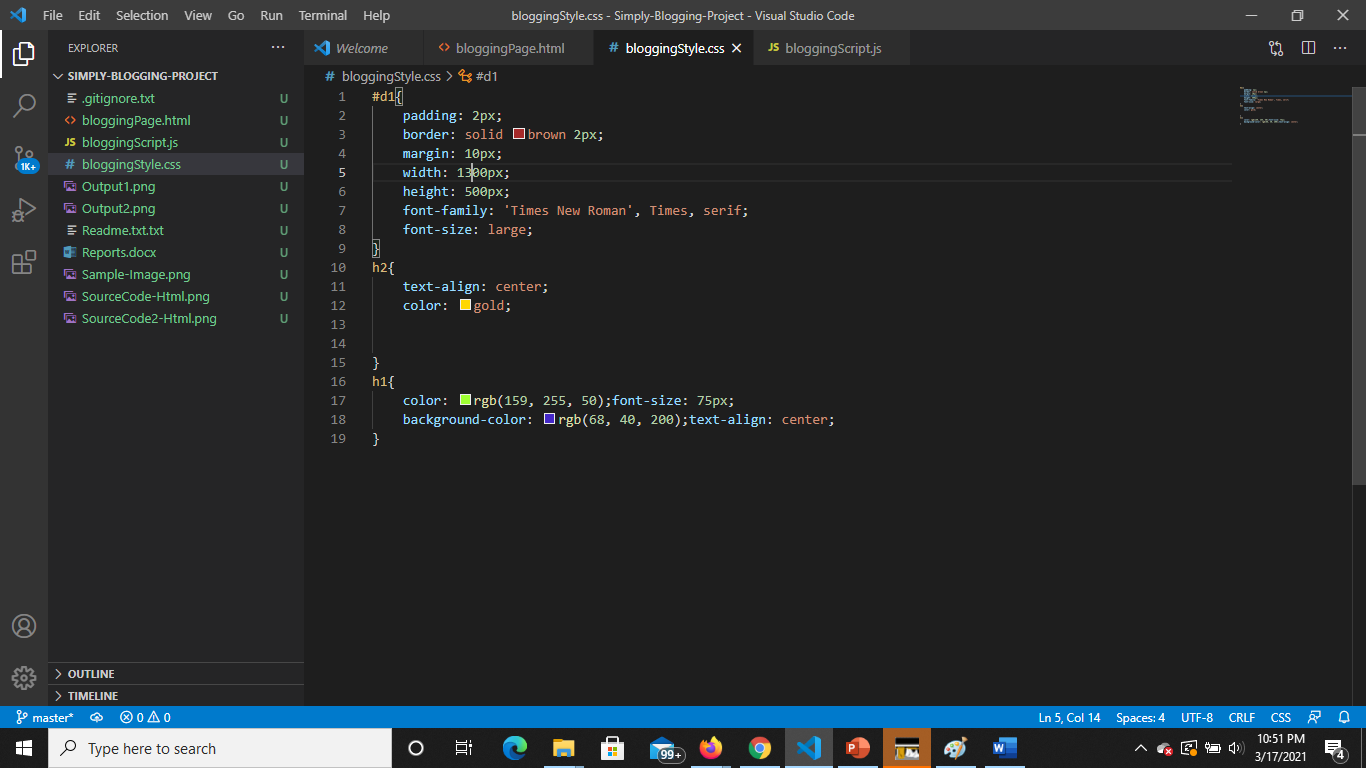 File Edit Selection View Go Run Terminal Help bloggingStyle.css - Simply-Blogging-Project - Visual Studio Code
EXPLORER
SIMPLY-BLOGGING-PROJECT
.gitignore.txt U
bloggingPage.html U
JS bloggingScript.js U
# bloggingStyle.css U
Output1.png U
Output2.png U
Readme.txt.txt U
Reports.docx U
Sample-Image.png U
SourceCode-Html.png U
SourceCode2-Html.png U
OUTLINE
TIMELINE
1K+
Welcome <> bloggingPage.html # bloggingStyle.css JS bloggingScript.js
# bloggingStyle.css > #d1
1 #d1{
2 padding: 2px;
3 border: solid brown 2px;
4 margin: 10px;
5 width: 1300px;
6 height: 500px;
7 font-family: 'Times New Roman', Times, serif;
8 font-size: large;
9 }
10 h2{
11 text-align: center;
12 color: gold;
13
14
15 }
16 h1{
17 color: rgb(159, 255, 50);font-size: 75px;
18 background-color: rgb(68, 40, 200);text-align: center;
19 }
master* 0 0 Ln 5, Col 14 Spaces: 4 UTF-8 CRLF CSS
Type here to search 99+ 10:51 PM
3/17/2021
4